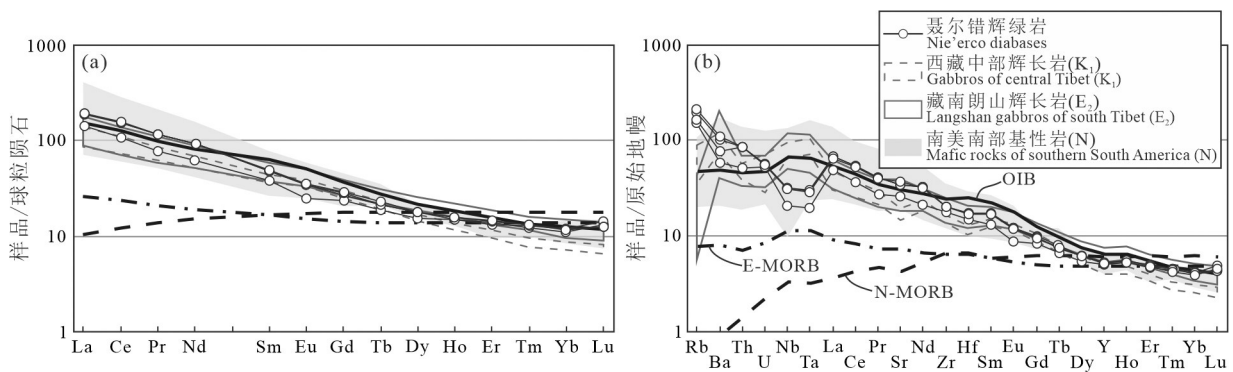 1000
100
10
1
样品/球粒陨石
(a)
La Ce Pr Nd Sm Eu Gd Tb Dy Ho Er Tm Yb Lu
1000
100
10
1
样品/原始地幔
(b)
聂尔错辉绿岩
Nie'erco diabases
西藏中部辉长岩(K₁)
Gabbros of central Tibet (K₁)
藏南朗山辉长岩(E₂)
Langshan gabbros of south Tibet (E₂)
南美南部基性岩(N)
Mafic rocks of southern South America (N)
OIB
E-MORB
N-MORB
Rb Th Nb La Pr Nd Hf Eu Tb Y Er Yb
Ba U Ta Ce Sr Zr Sm Gd Dy Ho Tm Lu